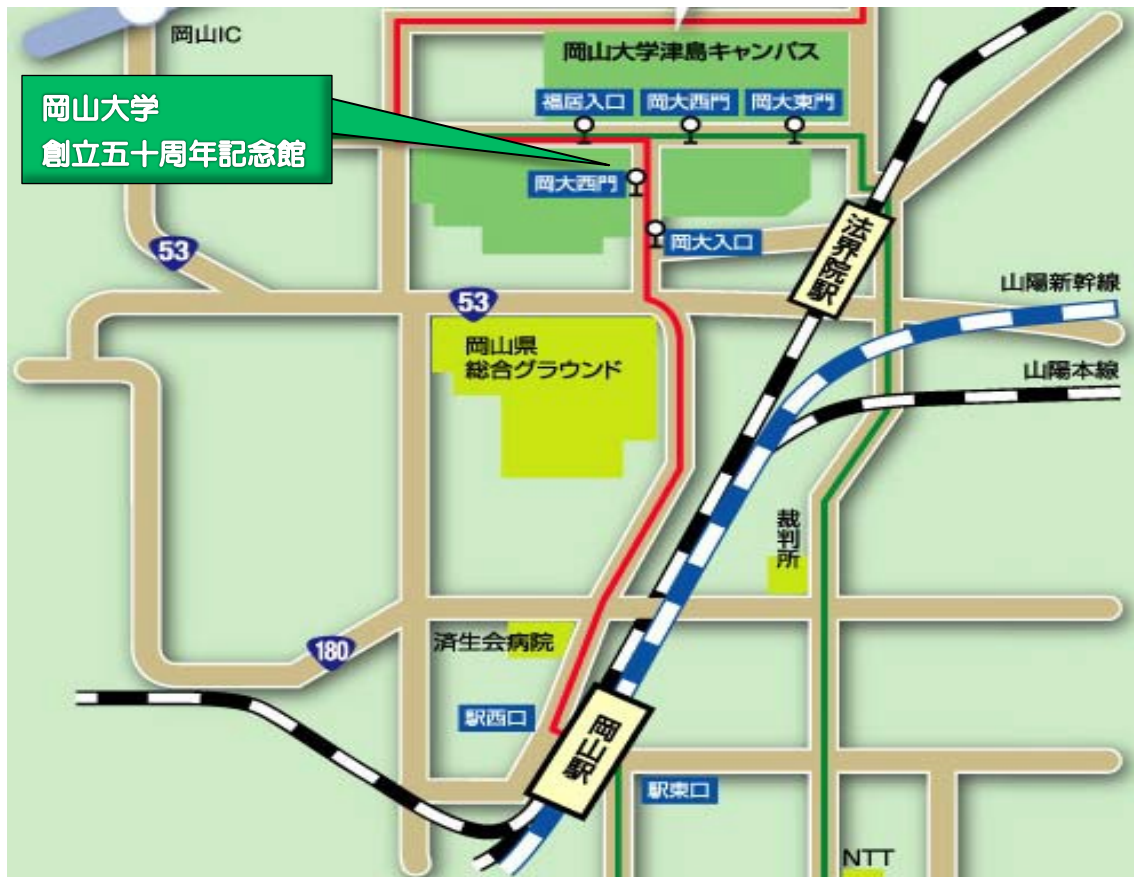 岡山IC
岡山大学津島キャンパス
岡山大学
創立五十周年記念館
福居入口
岡大西門
岡大東門
岡大西門
岡大入口
法界院駅
53
53
山陽新幹線
岡山県
総合グラウンド
山陽本線
裁判所
済生会病院
180
駅西口
岡山駅
駅東口
NTT